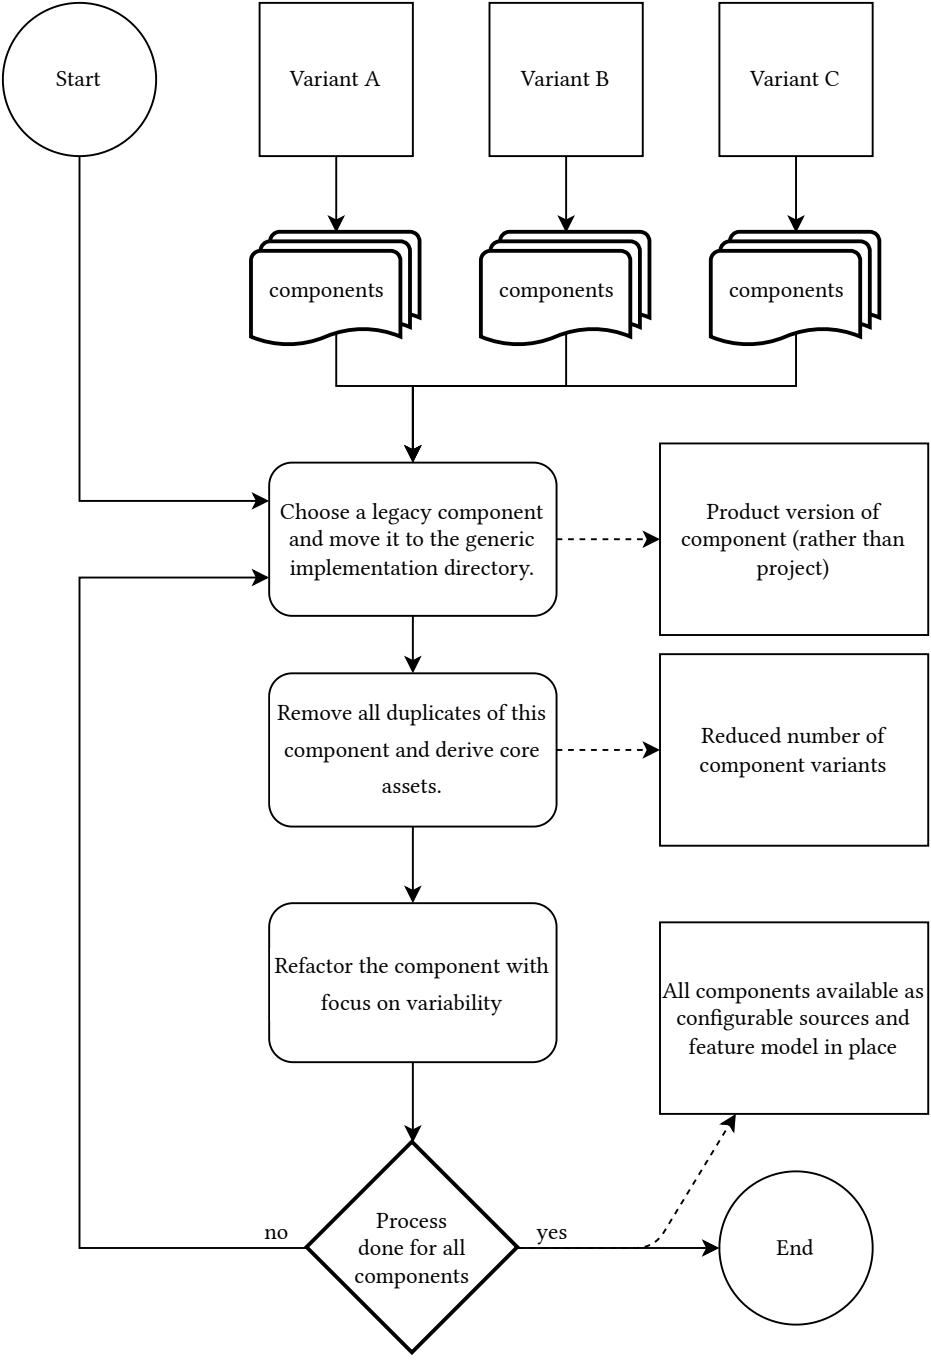 Start
Variant A
Variant B
Variant C
components
components
components
Choose a legacy component
and move it to the generic
implementation directory.
Product version of
component (rather than
project)
Remove all duplicates of this
component and derive core
assets.
Reduced number of
component variants
Refactor the component with
focus on variability
All components available as
configurable sources and
feature model in place
no
Process
done for all
components
yes
End